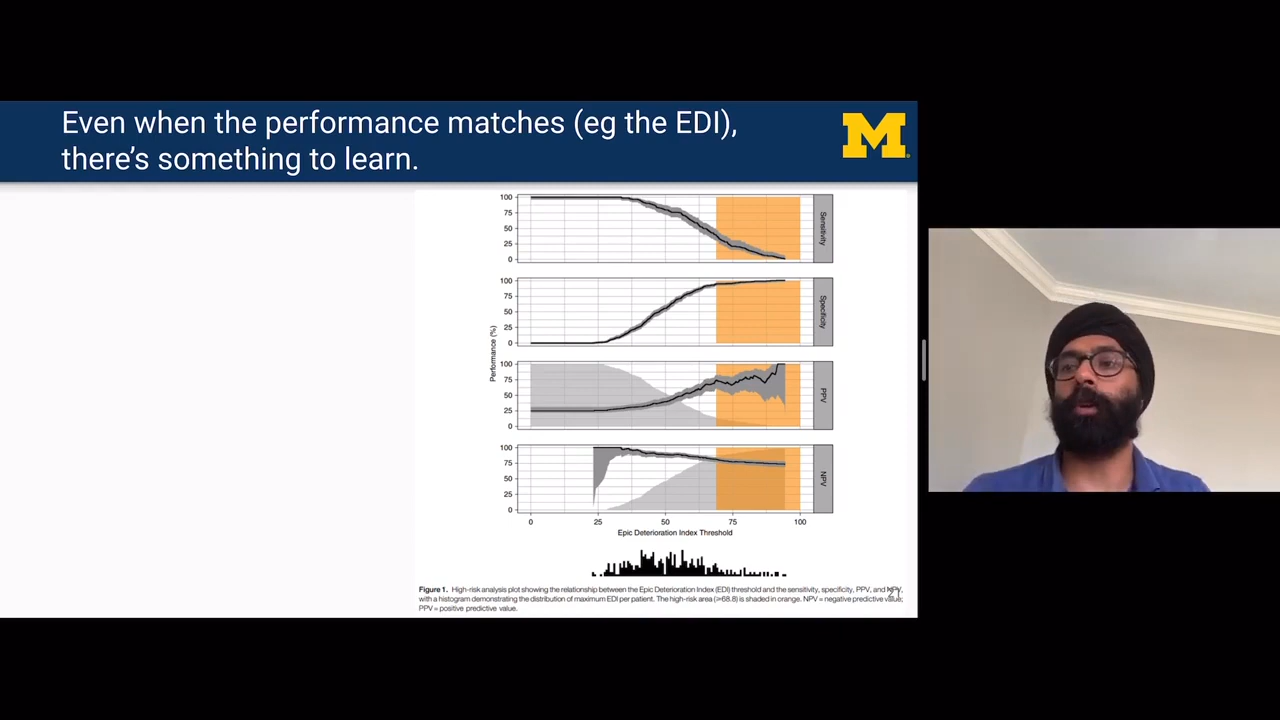 Even when the performance matches (eg the EDI),
there's something to learn.
M
100
75
50
25
0
Sensitivity
100
75
50
25
0
Specificity
Performance (%)
100
75
50
25
0
PPV
100
75
50
25
0
NPV
0 25 50 75 100
Epic Deterioration Index Threshold
Figure 1. High-risk analysis plot showing the relationship between the Epic Deterioration Index (EDI) threshold and the sensitivity, specificity, PPV, and NPV,
with a histogram demonstrating the distribution of maximum EDI per patient. The high-risk area (≥68.8) is shaded in orange. NPV = negative predictive value;
PPV = positive predictive value.